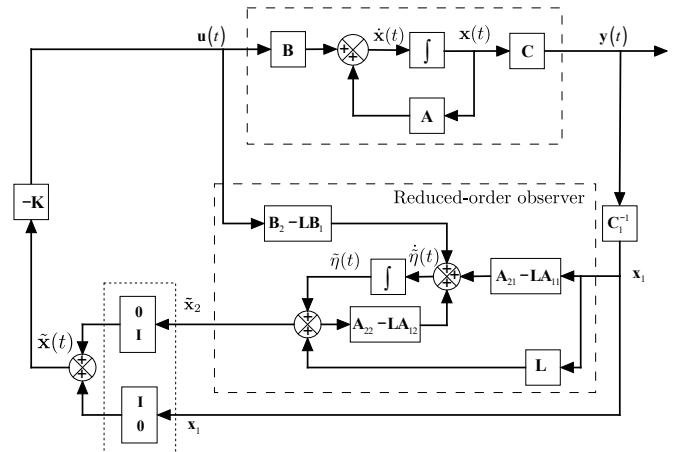 u(t)
B
+
+
ẋ(t)
∫
x(t)
C
y(t)
A
Reduced-order observer
−K
B₂ −LB₁
C₁⁻¹
η̃(t)
∫
η̃̇(t)
+
+
+
A₂₁ −LA₁₁
x₁
x̃₂
0
I
+
+
A₂₂ −LA₁₂
x̃(t)
+
+
L
I
0
x₁